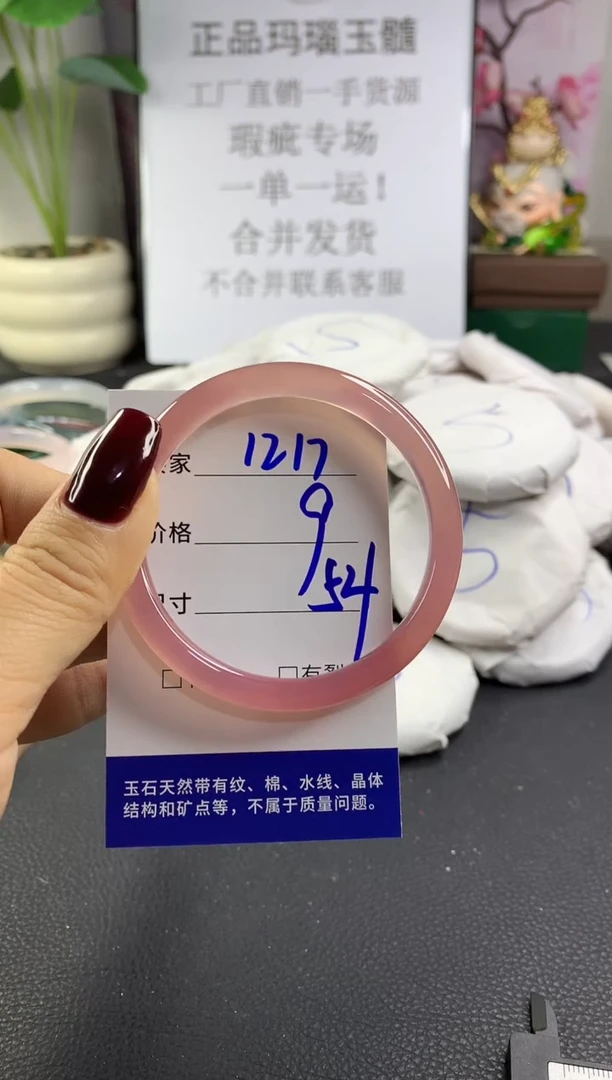 正品玛瑙玉髓
工厂直销一手货源
瑕疵专场
一单一运！
合并发货
不合并联系客服
家 1217
价格 9
寸 54
□ □有裂
玉石天然带有纹、棉、水线、晶体
结构和矿点等，不属于质量问题。